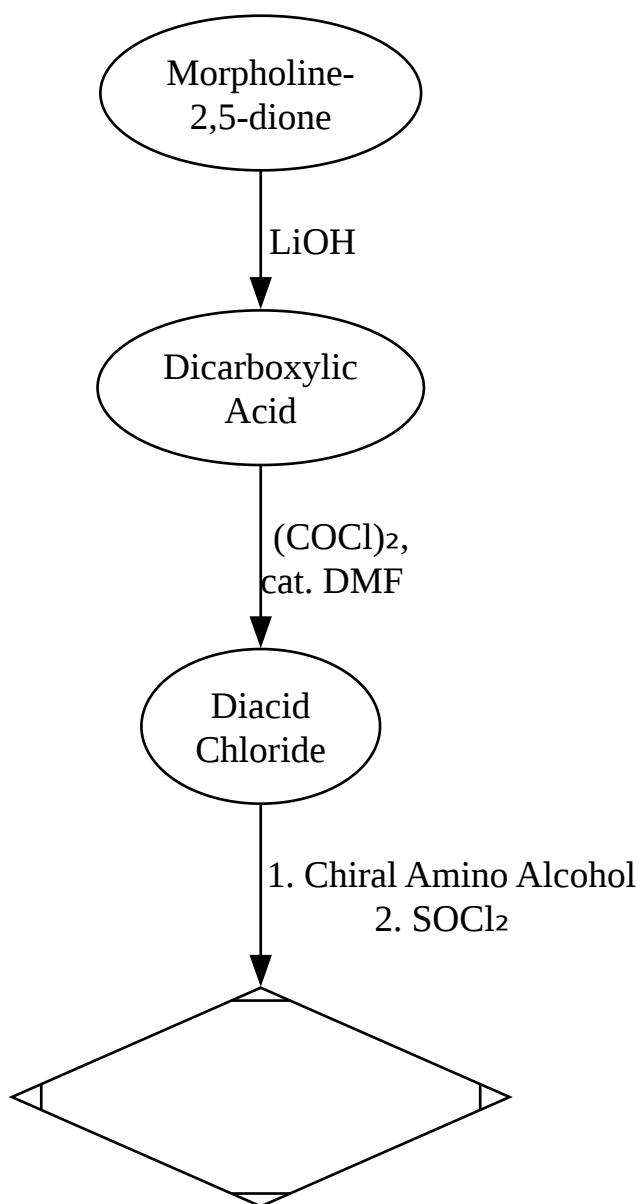 Morpholine-
2,5-dione
LiOH
Dicarboxylic
Acid
(COCl)₂,
cat. DMF
Diacid
Chloride
1. Chiral Amino Alcohol
2. SOCl₂